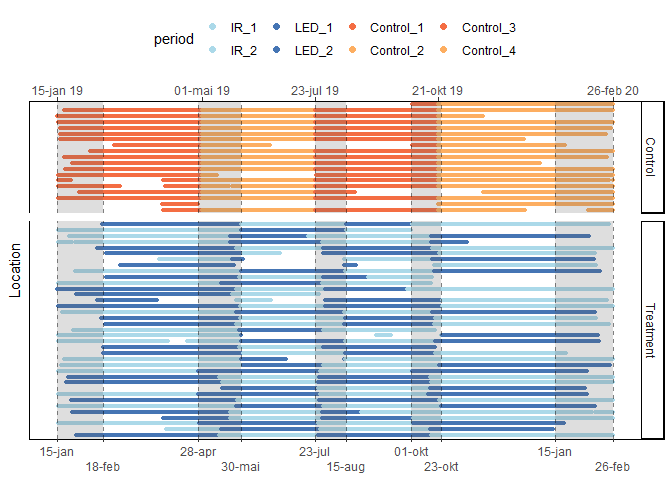 period
IR_1 LED_1 Control_1 Control_3
IR_2 LED_2 Control_2 Control_4
15-jan 19 01-mai 19 23-jul 19 21-okt 19 26-feb 20
Control
Location
Treatment
15-jan 28-apr 23-jul 01-okt 15-jan
18-feb 30-mai 15-aug 23-okt 26-feb